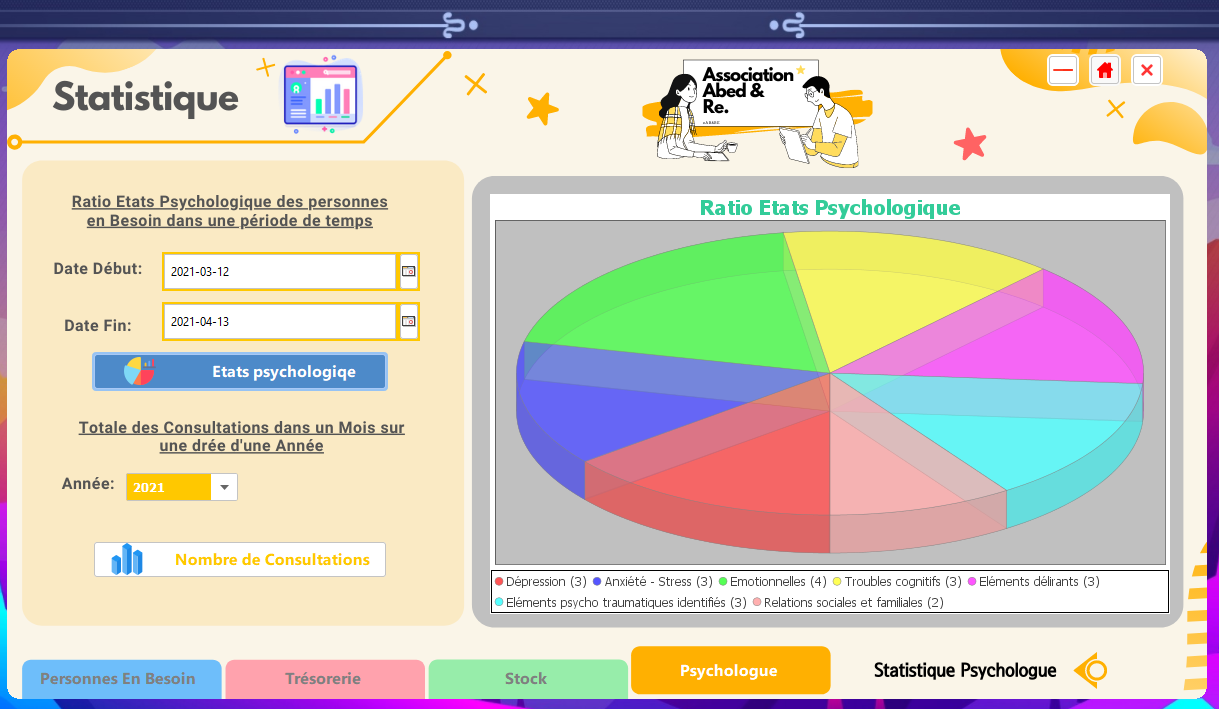 Statistique
Association
Abed &
Re.
Ratio Etats Psychologique des personnes
en Besoin dans une période de temps
Date Début:
2021-03-12
Date Fin:
2021-04-13
Etats psychologiqe
Totale des Consultations dans un Mois sur
une drée d'une Année
Année:
2021
Nombre de Consultations
Ratio Etats Psychologique
Dépression (3) Anxiété - Stress (3) Emotionnelles (4) Troubles cognitifs (3) Eléments délirants (3)
Eléments psycho traumatiques identifiés (3) Relations sociales et familiales (2)
Personnes En Besoin
Trésorerie
Stock
Psychologue
Statistique Psychologue